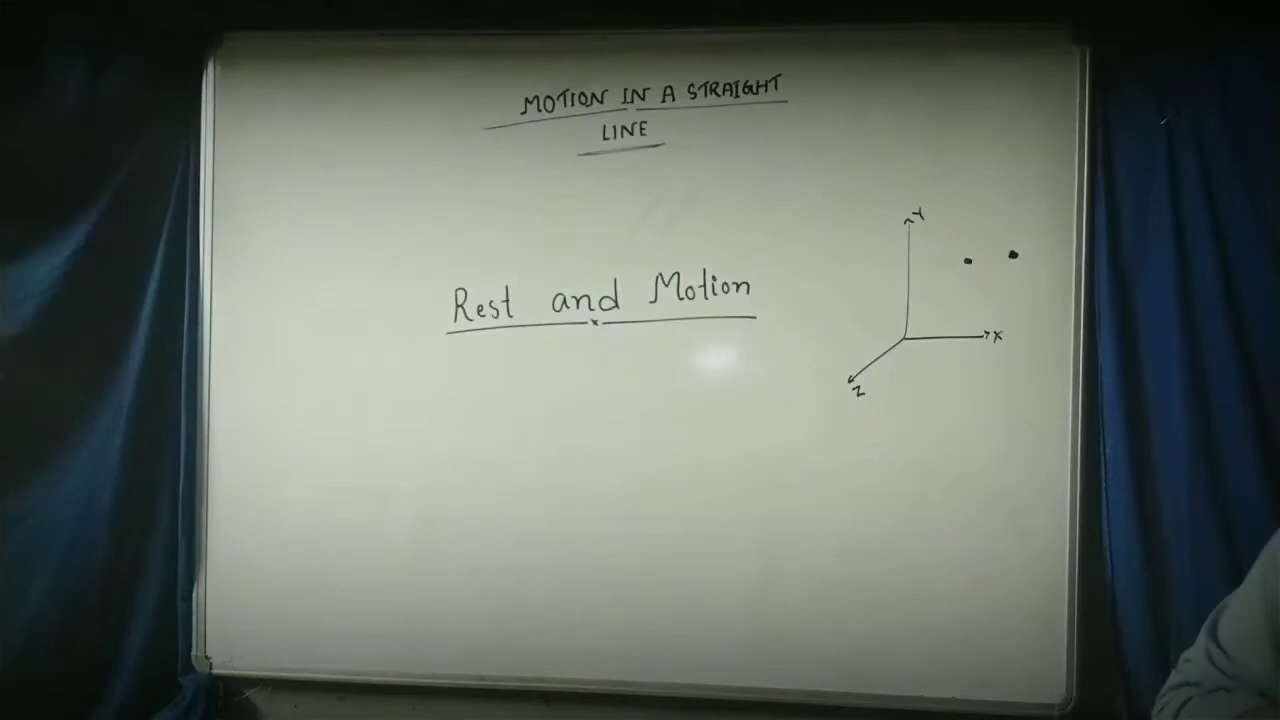 MOTION IN A STRAIGHT
LINE
Rest and Motion
Y
X
Z